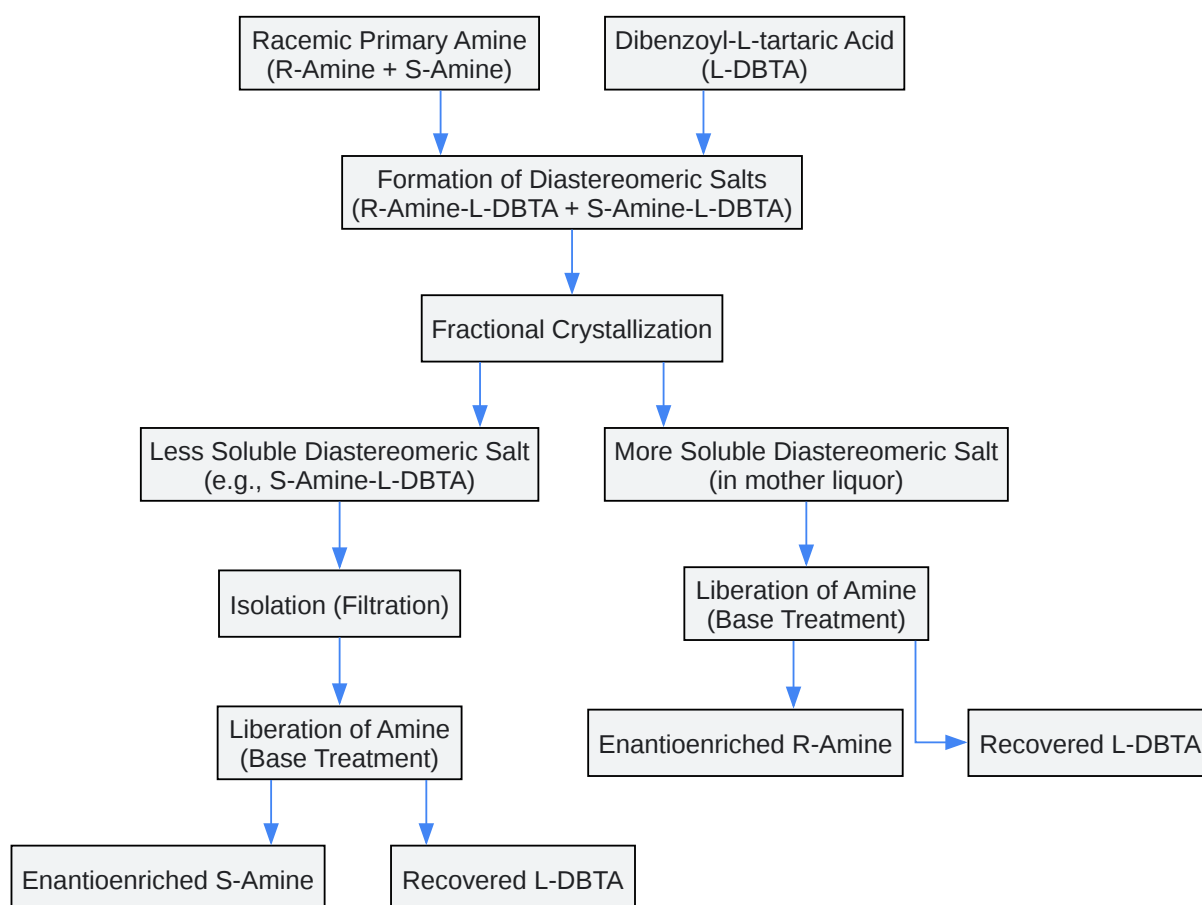 Racemic Primary Amine
(R-Amine + S-Amine)
Dibenzoyl-L-tartaric Acid
(L-DBTA)
Formation of Diastereomeric Salts
(R-Amine-L-DBTA + S-Amine-L-DBTA)
Fractional Crystallization
Less Soluble Diastereomeric Salt
(e.g., S-Amine-L-DBTA)
More Soluble Diastereomeric Salt
(in mother liquor)
Isolation (Filtration)
Liberation of Amine
(Base Treatment)
Liberation of Amine
(Base Treatment)
Enantioenriched R-Amine
Recovered L-DBTA
Enantioenriched S-Amine
Recovered L-DBTA